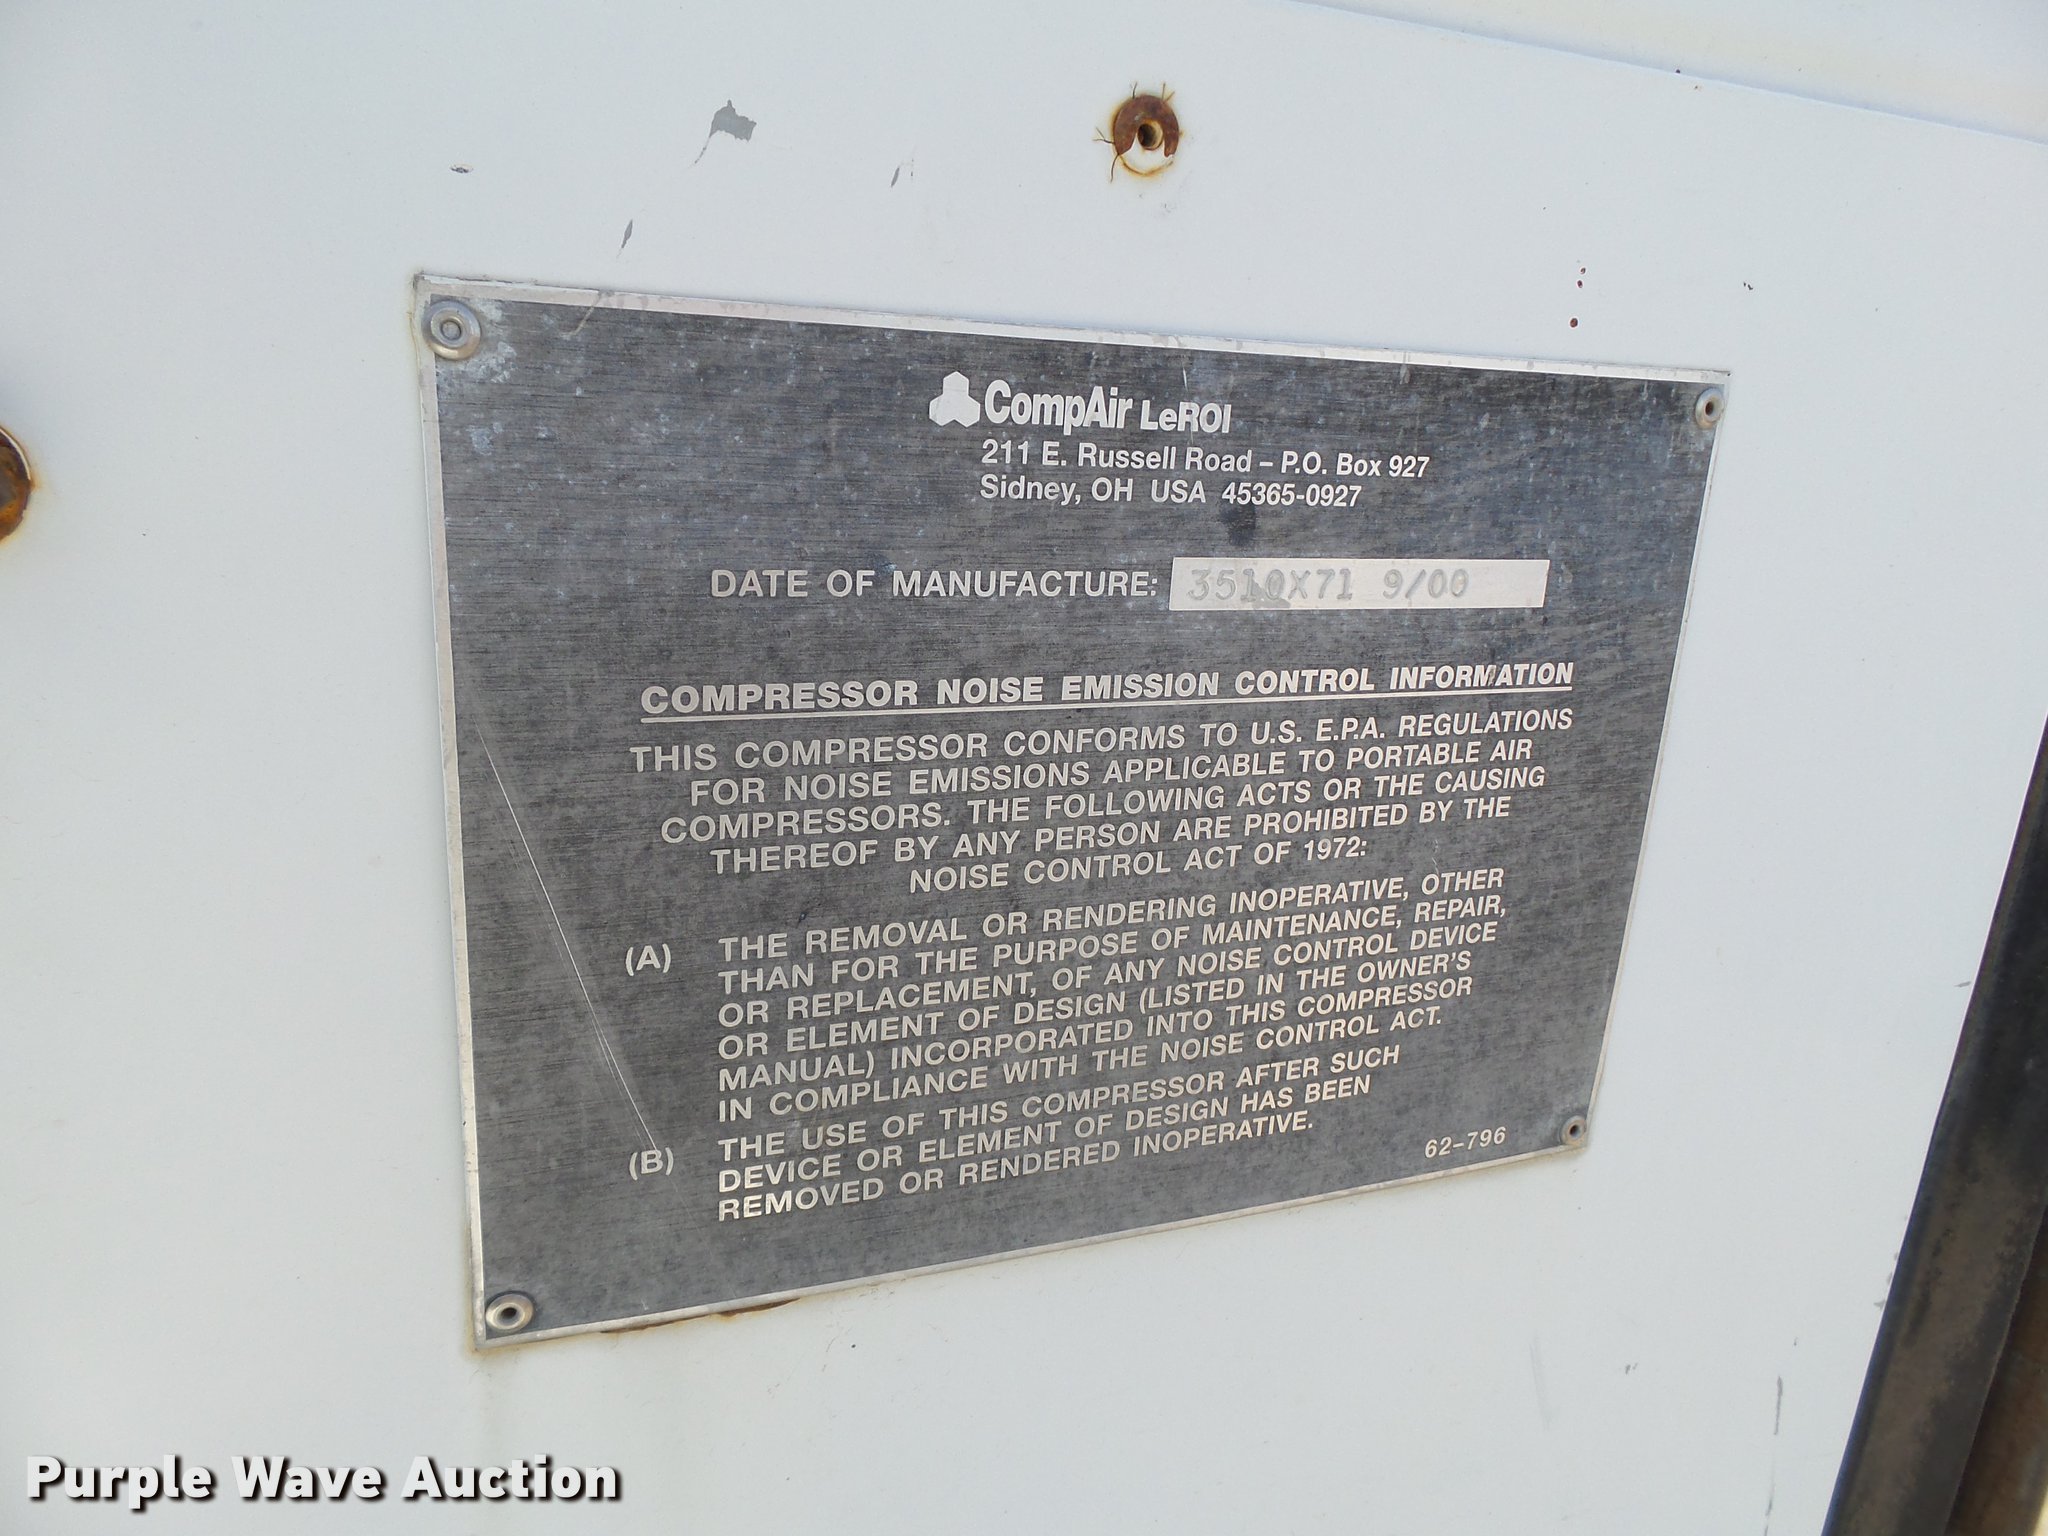 CompAir LeROI
211 E. Russell Road – P.O. Box 927
Sidney, OH USA 45365-0927
DATE OF MANUFACTURE: 3510X71 9/00
COMPRESSOR NOISE EMISSION CONTROL INFORMATION
THIS COMPRESSOR CONFORMS TO U.S. E.P.A. REGULATIONS
FOR NOISE EMISSIONS APPLICABLE TO PORTABLE AIR
COMPRESSORS. THE FOLLOWING ACTS OR THE CAUSING
THEREOF BY ANY PERSON ARE PROHIBITED BY THE
NOISE CONTROL ACT OF 1972:
(A) THE REMOVAL OR RENDERING INOPERATIVE, OTHER
THAN FOR THE PURPOSE OF MAINTENANCE, REPAIR,
OR REPLACEMENT, OF ANY NOISE CONTROL DEVICE
OR ELEMENT OF DESIGN (LISTED IN THE OWNER'S
MANUAL) INCORPORATED INTO THIS COMPRESSOR
IN COMPLIANCE WITH THE NOISE CONTROL ACT.
(B) THE USE OF THIS COMPRESSOR AFTER SUCH
DEVICE OR ELEMENT OF DESIGN HAS BEEN
REMOVED OR RENDERED INOPERATIVE.
62-796
Purple Wave Auction